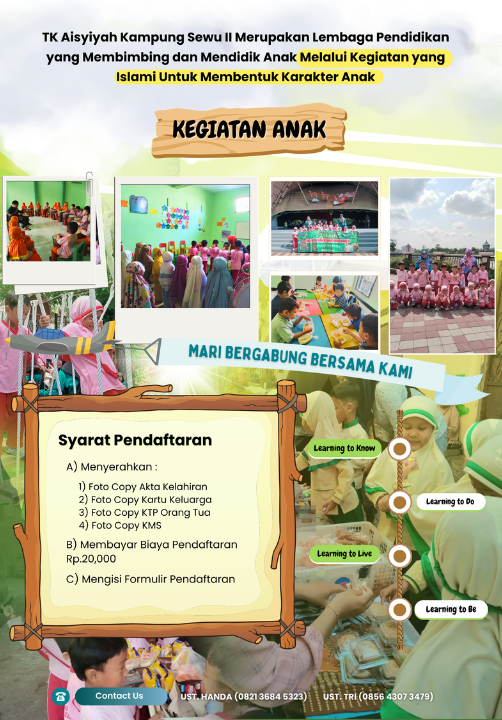 TK Aisyiyah Kampung Sewu II Merupakan Lembaga Pendidikan
yang Membimbing dan Mendidik Anak Melalui Kegiatan yang
Islami Untuk Membentuk Karakter Anak
KEGIATAN ANAK
MARI BERGABUNG BERSAMA KAMI
Syarat Pendaftaran
A) Menyerahkan :
1) Foto Copy Akta Kelahiran
2) Foto Copy Kartu Keluarga
3) Foto Copy KTP Orang Tua
4) Foto Copy KMS
B) Membayar Biaya Pendaftaran
Rp.20,000
C) Mengisi Formulir Pendaftaran
Learning to Know
Learning to Do
Learning to Live
Learning to Be
Contact Us
UST. HANDA (0821 3684 5323)
UST: TRI (0856 4307 3479)